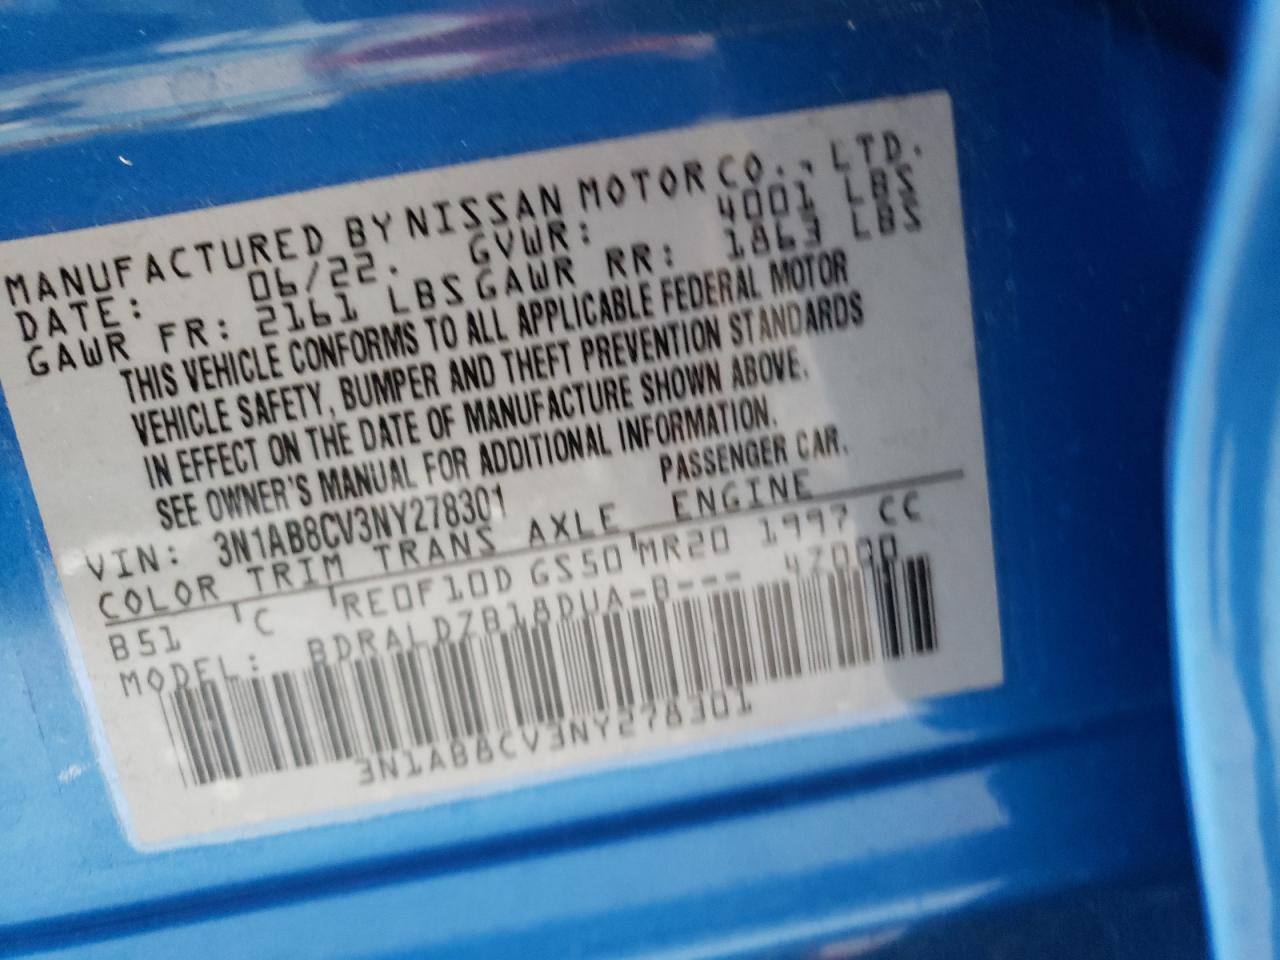 MANUFACTURED BY NISSAN MOTOR CO., LTD.
DATE: 06/22. GVWR: 4001 LBS
GAWR FR: 2161 LBS GAWR RR: 1863 LBS
THIS VEHICLE CONFORMS TO ALL APPLICABLE FEDERAL MOTOR
VEHICLE SAFETY, BUMPER AND THEFT PREVENTION STANDARDS
IN EFFECT ON THE DATE OF MANUFACTURE SHOWN ABOVE.
SEE OWNER'S MANUAL FOR ADDITIONAL INFORMATION.
VIN: 3N1AB8CV3NY278301 PASSENGER CAR.
COLOR TRIM TRANS AXLE ENGINE
B51 C RE0F10D GS50 MR20 1997 CC
MODEL: BDRALDZB18DUA-B---
3N1AB8CV3NY278301